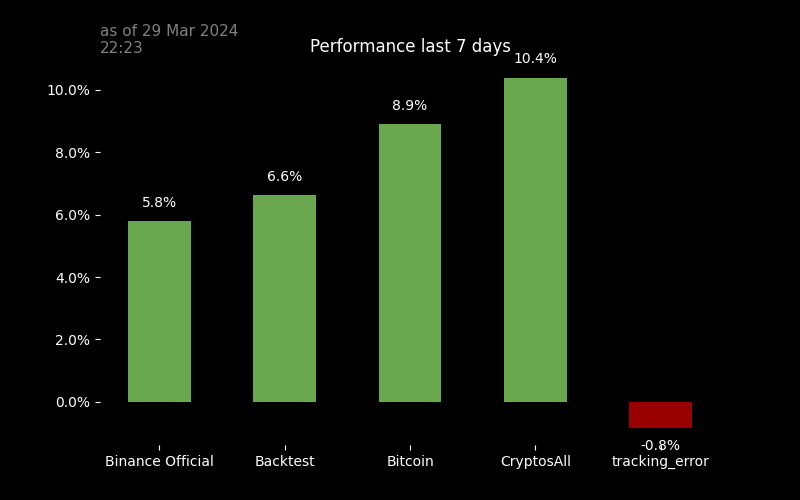 as of 29 Mar 2024
22:23
Performance last 7 days
10.4%
10.0%
8.9%
8.0%
6.6%
6.0%
5.8%
4.0%
2.0%
0.0%
-0.8%
Binance Official
Backtest
Bitcoin
CryptosAll
tracking_error